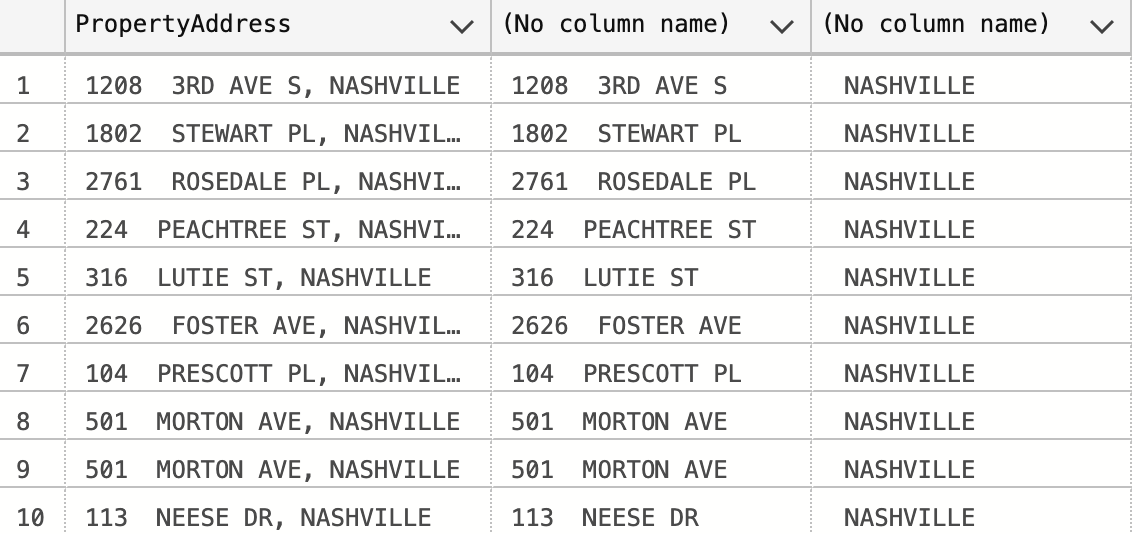 PropertyAddress (No column name) (No column name)
1 1208  3RD AVE S, NASHVILLE 1208  3RD AVE S NASHVILLE
2 1802  STEWART PL, NASHVIL… 1802  STEWART PL NASHVILLE
3 2761  ROSEDALE PL, NASHVI… 2761  ROSEDALE PL NASHVILLE
4 224  PEACHTREE ST, NASHVI… 224  PEACHTREE ST NASHVILLE
5 316  LUTIE ST, NASHVILLE 316  LUTIE ST NASHVILLE
6 2626  FOSTER AVE, NASHVIL… 2626  FOSTER AVE NASHVILLE
7 104  PRESCOTT PL, NASHVIL… 104  PRESCOTT PL NASHVILLE
8 501  MORTON AVE, NASHVILLE 501  MORTON AVE NASHVILLE
9 501  MORTON AVE, NASHVILLE 501  MORTON AVE NASHVILLE
10 113  NEESE DR, NASHVILLE 113  NEESE DR NASHVILLE